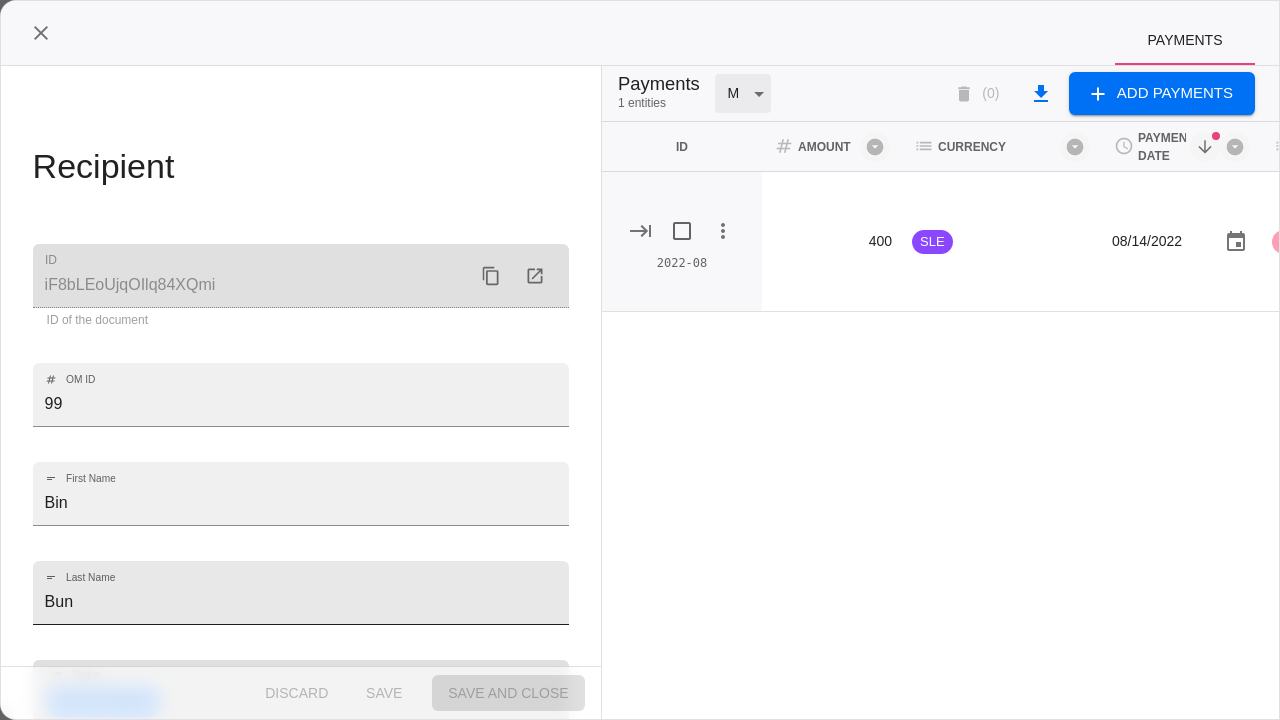 PAYMENTS
Recipient
ID
iF8bLEoUjqOIlq84XQmi
ID of the document
OM ID
99
First Name
Bin
Last Name
Bun
DISCARD
SAVE
SAVE AND CLOSE
Payments
1 entities
M
(0)
ADD PAYMENTS
ID
AMOUNT
CURRENCY
PAYMEN
DATE
2022-08
400
SLE
08/14/2022